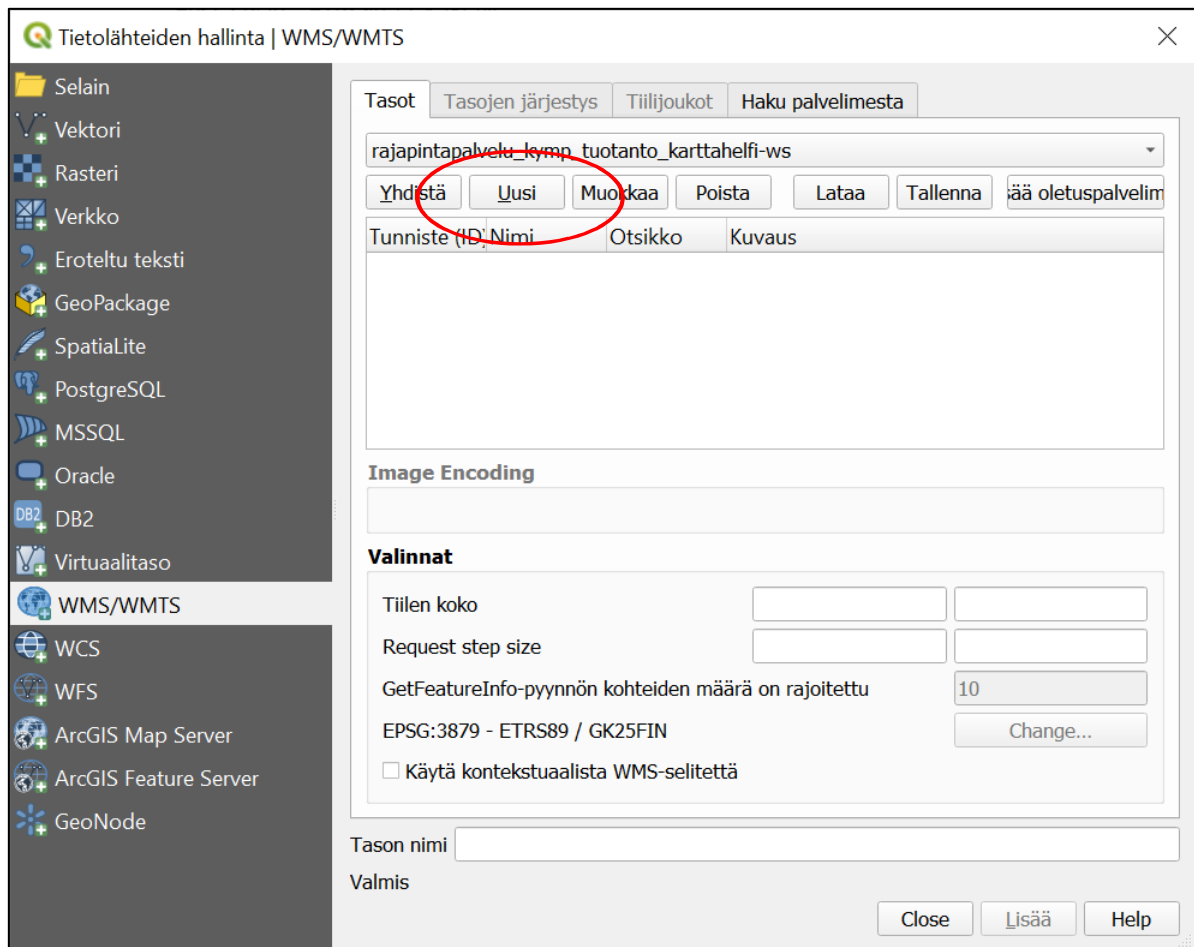 Tietolähteiden hallinta | WMS/WMTS
Selain
Vektori
Rasteri
Verkko
Eroteltu teksti
GeoPackage
SpatiaLite
PostgreSQL
MSSQL
Oracle
DB2 DB2
Virtuaalitaso
WMS/WMTS
WCS
WFS
ArcGIS Map Server
ArcGIS Feature Server
GeoNode
Tasot Tasojen järjestys Tiilijoukot Haku palvelimesta
rajapintapalvelu_kymp_tuotanto_karttahelfi-ws
Yhdistä Uusi Muokkaa Poista Lataa Tallenna sää oletuspalvelim
Tunniste (ID) Nimi Otsikko Kuvaus
Image Encoding
Valinnat
Tiilen koko
Request step size
GetFeatureInfo-pyynnön kohteiden määrä on rajoitettu 10
EPSG:3879 - ETRS89 / GK25FIN Change...
Käytä kontekstuaalista WMS-selitettä
Tason nimi
Valmis
Close Lisää Help